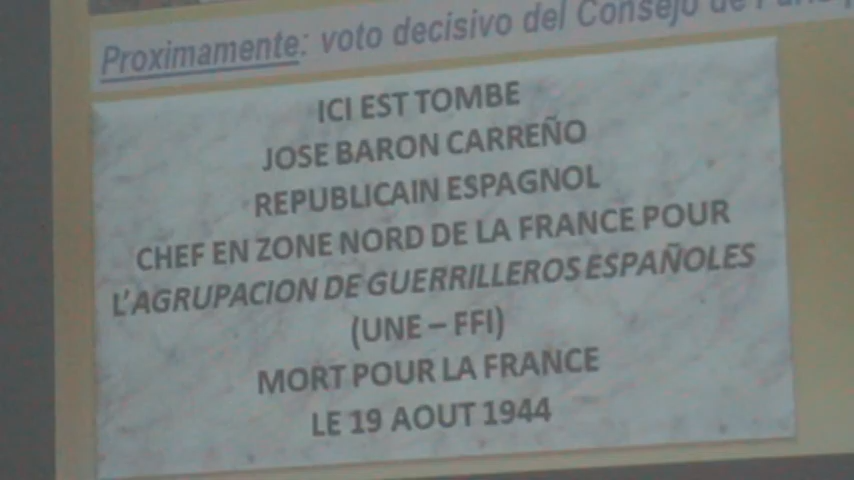 Proximamente: voto decisivo del Consejo de
ICI EST TOMBE
JOSE BARON CARREÑO
REPUBLICAIN ESPAGNOL
CHEF EN ZONE NORD DE LA FRANCE POUR
L'AGRUPACION DE GUERRILLEROS ESPAÑOLES
(UNE – FFI)
MORT POUR LA FRANCE
LE 19 AOUT 1944